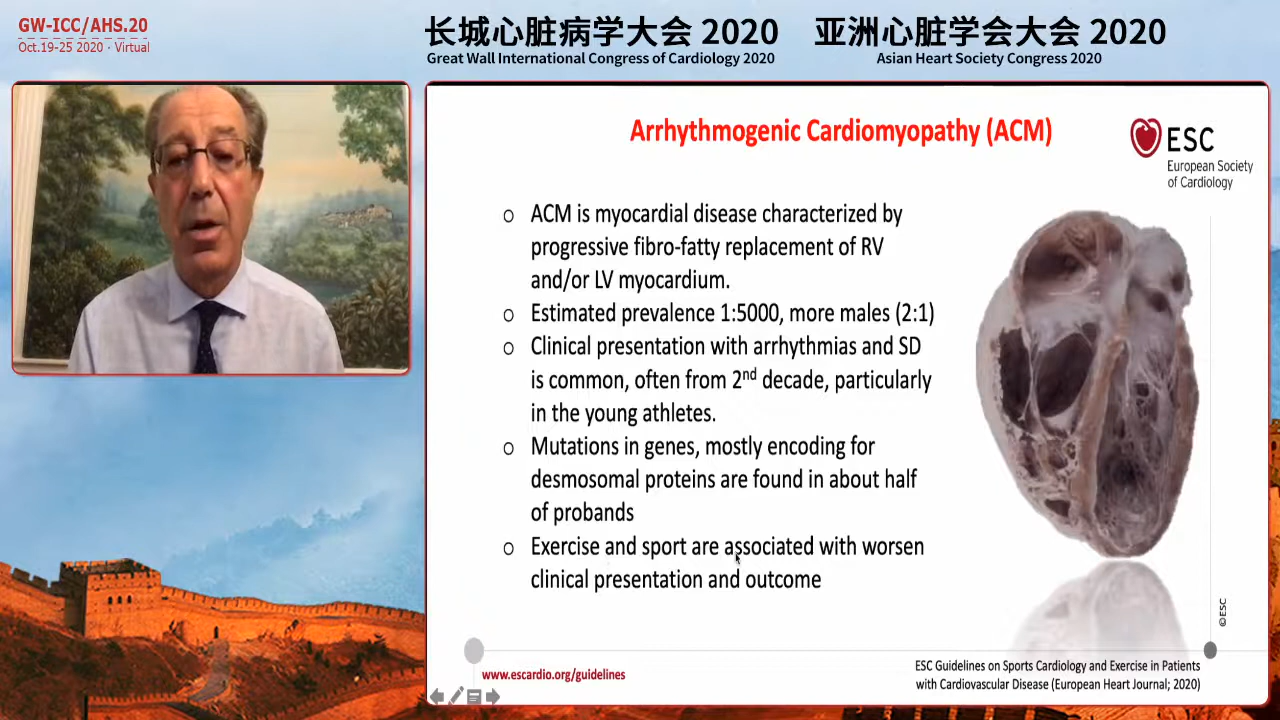 GW-ICC/AHS.20
Oct.19-25 2020 · Virtual
长城心脏病学大会 2020
Great Wall International Congress of Cardiology 2020
亚洲心脏学会大会 2020
Asian Heart Society Congress 2020
Arrhythmogenic Cardiomyopathy (ACM)
ESC
European Society
of Cardiology
o ACM is myocardial disease characterized by
progressive fibro-fatty replacement of RV
and/or LV myocardium.
o Estimated prevalence 1:5000, more males (2:1)
o Clinical presentation with arrhythmias and SD
is common, often from 2nd decade, particularly
in the young athletes.
o Mutations in genes, mostly encoding for
desmosomal proteins are found in about half
of probands
o Exercise and sport are associated with worsen
clinical presentation and outcome
©ESC
www.escardio.org/guidelines
ESC Guidelines on Sports Cardiology and Exercise in Patients
with Cardiovascular Disease (European Heart Journal; 2020)